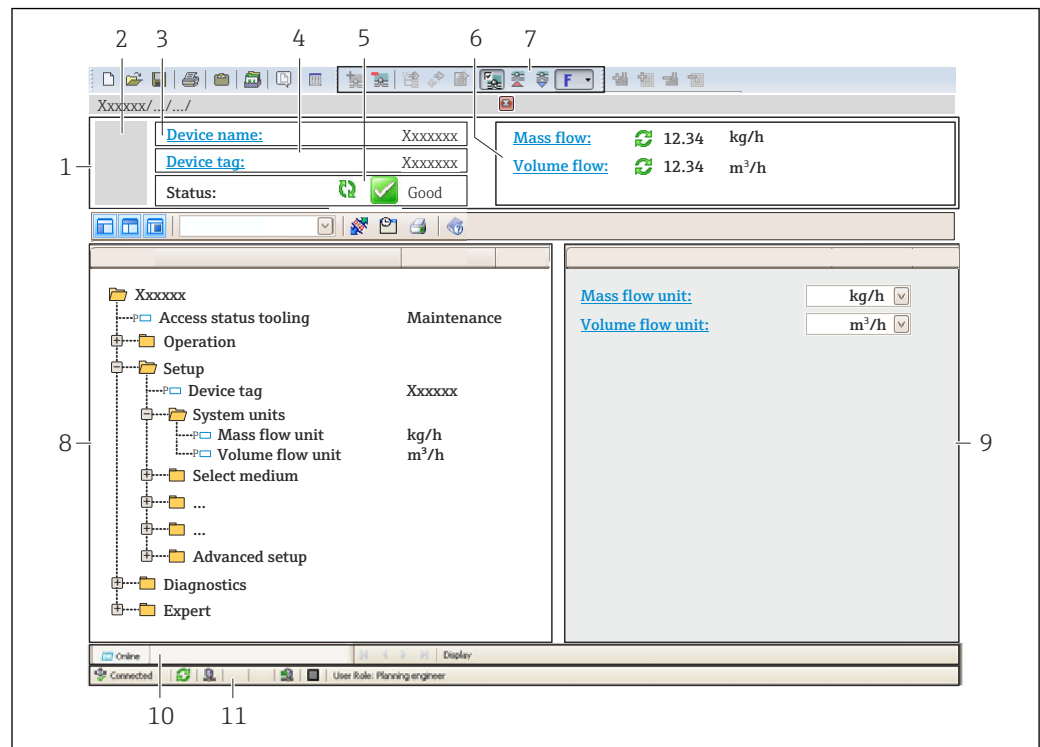 2 3 4 5 6 7
F
Xxxxxx/.../.../
1
Device name: Xxxxxxx
Device tag: Xxxxxxx
Status: Good
Mass flow: 12.34 kg/h
Volume flow: 12.34 m³/h
Xxxxxx
P Access status tooling Maintenance
Operation
Setup
P Device tag Xxxxxx
System units
P Mass flow unit kg/h
P Volume flow unit m³/h
Select medium
...
...
Advanced setup
Diagnostics
Expert
8
Mass flow unit: kg/h
Volume flow unit: m³/h
9
Online Display
Connected User Role: Planning engineer
10 11